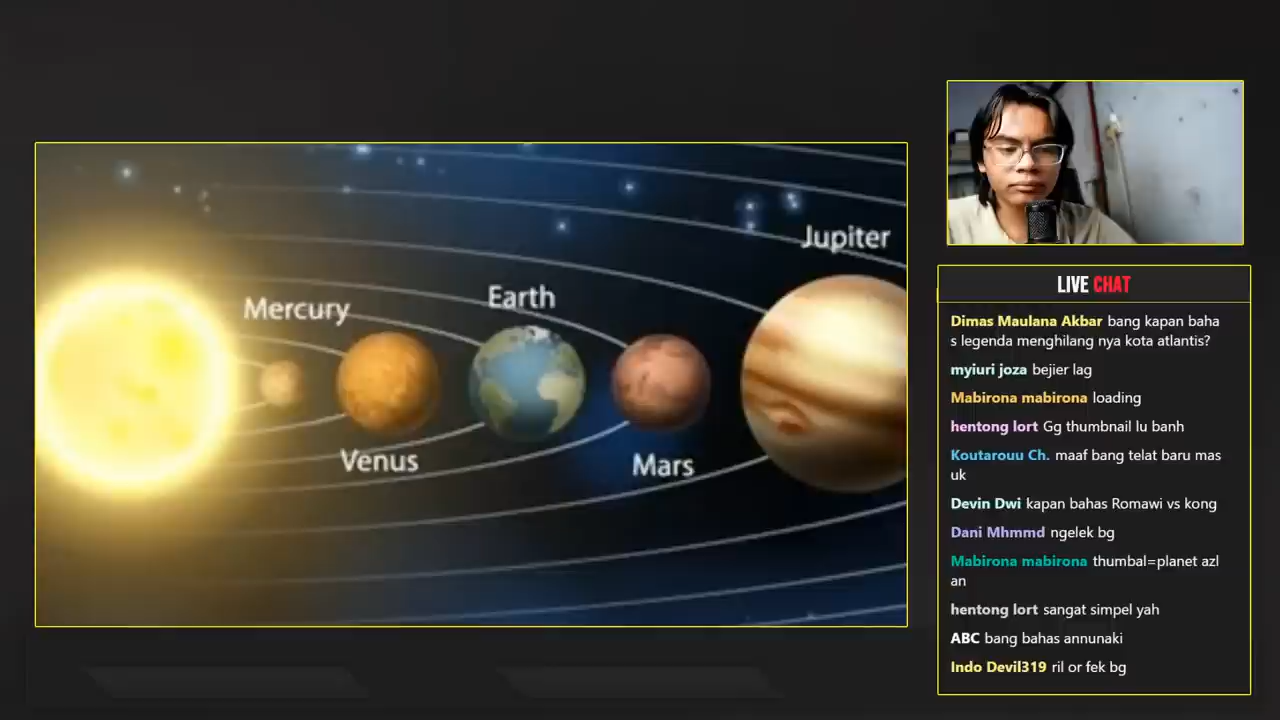 Jupiter
Earth
Mercury
Venus
Mars
LIVE CHAT
Dimas Maulana Akbar bang kapan baha
s legenda menghilang nya kota atlantis?
myiuri joza bejier lag
Mabirona mabirona loading
hentong lort Gg thumbnail lu banh
Koutarouu Ch. maaf bang telat baru mas
uk
Devin Dwi kapan bahas Romawi vs kong
Dani Mhmmd ngelek bg
Mabirona mabirona thumbal=planet azl
an
hentong lort sangat simpel yah
ABC bang bahas annunaki
Indo Devil319 ril or fek bg